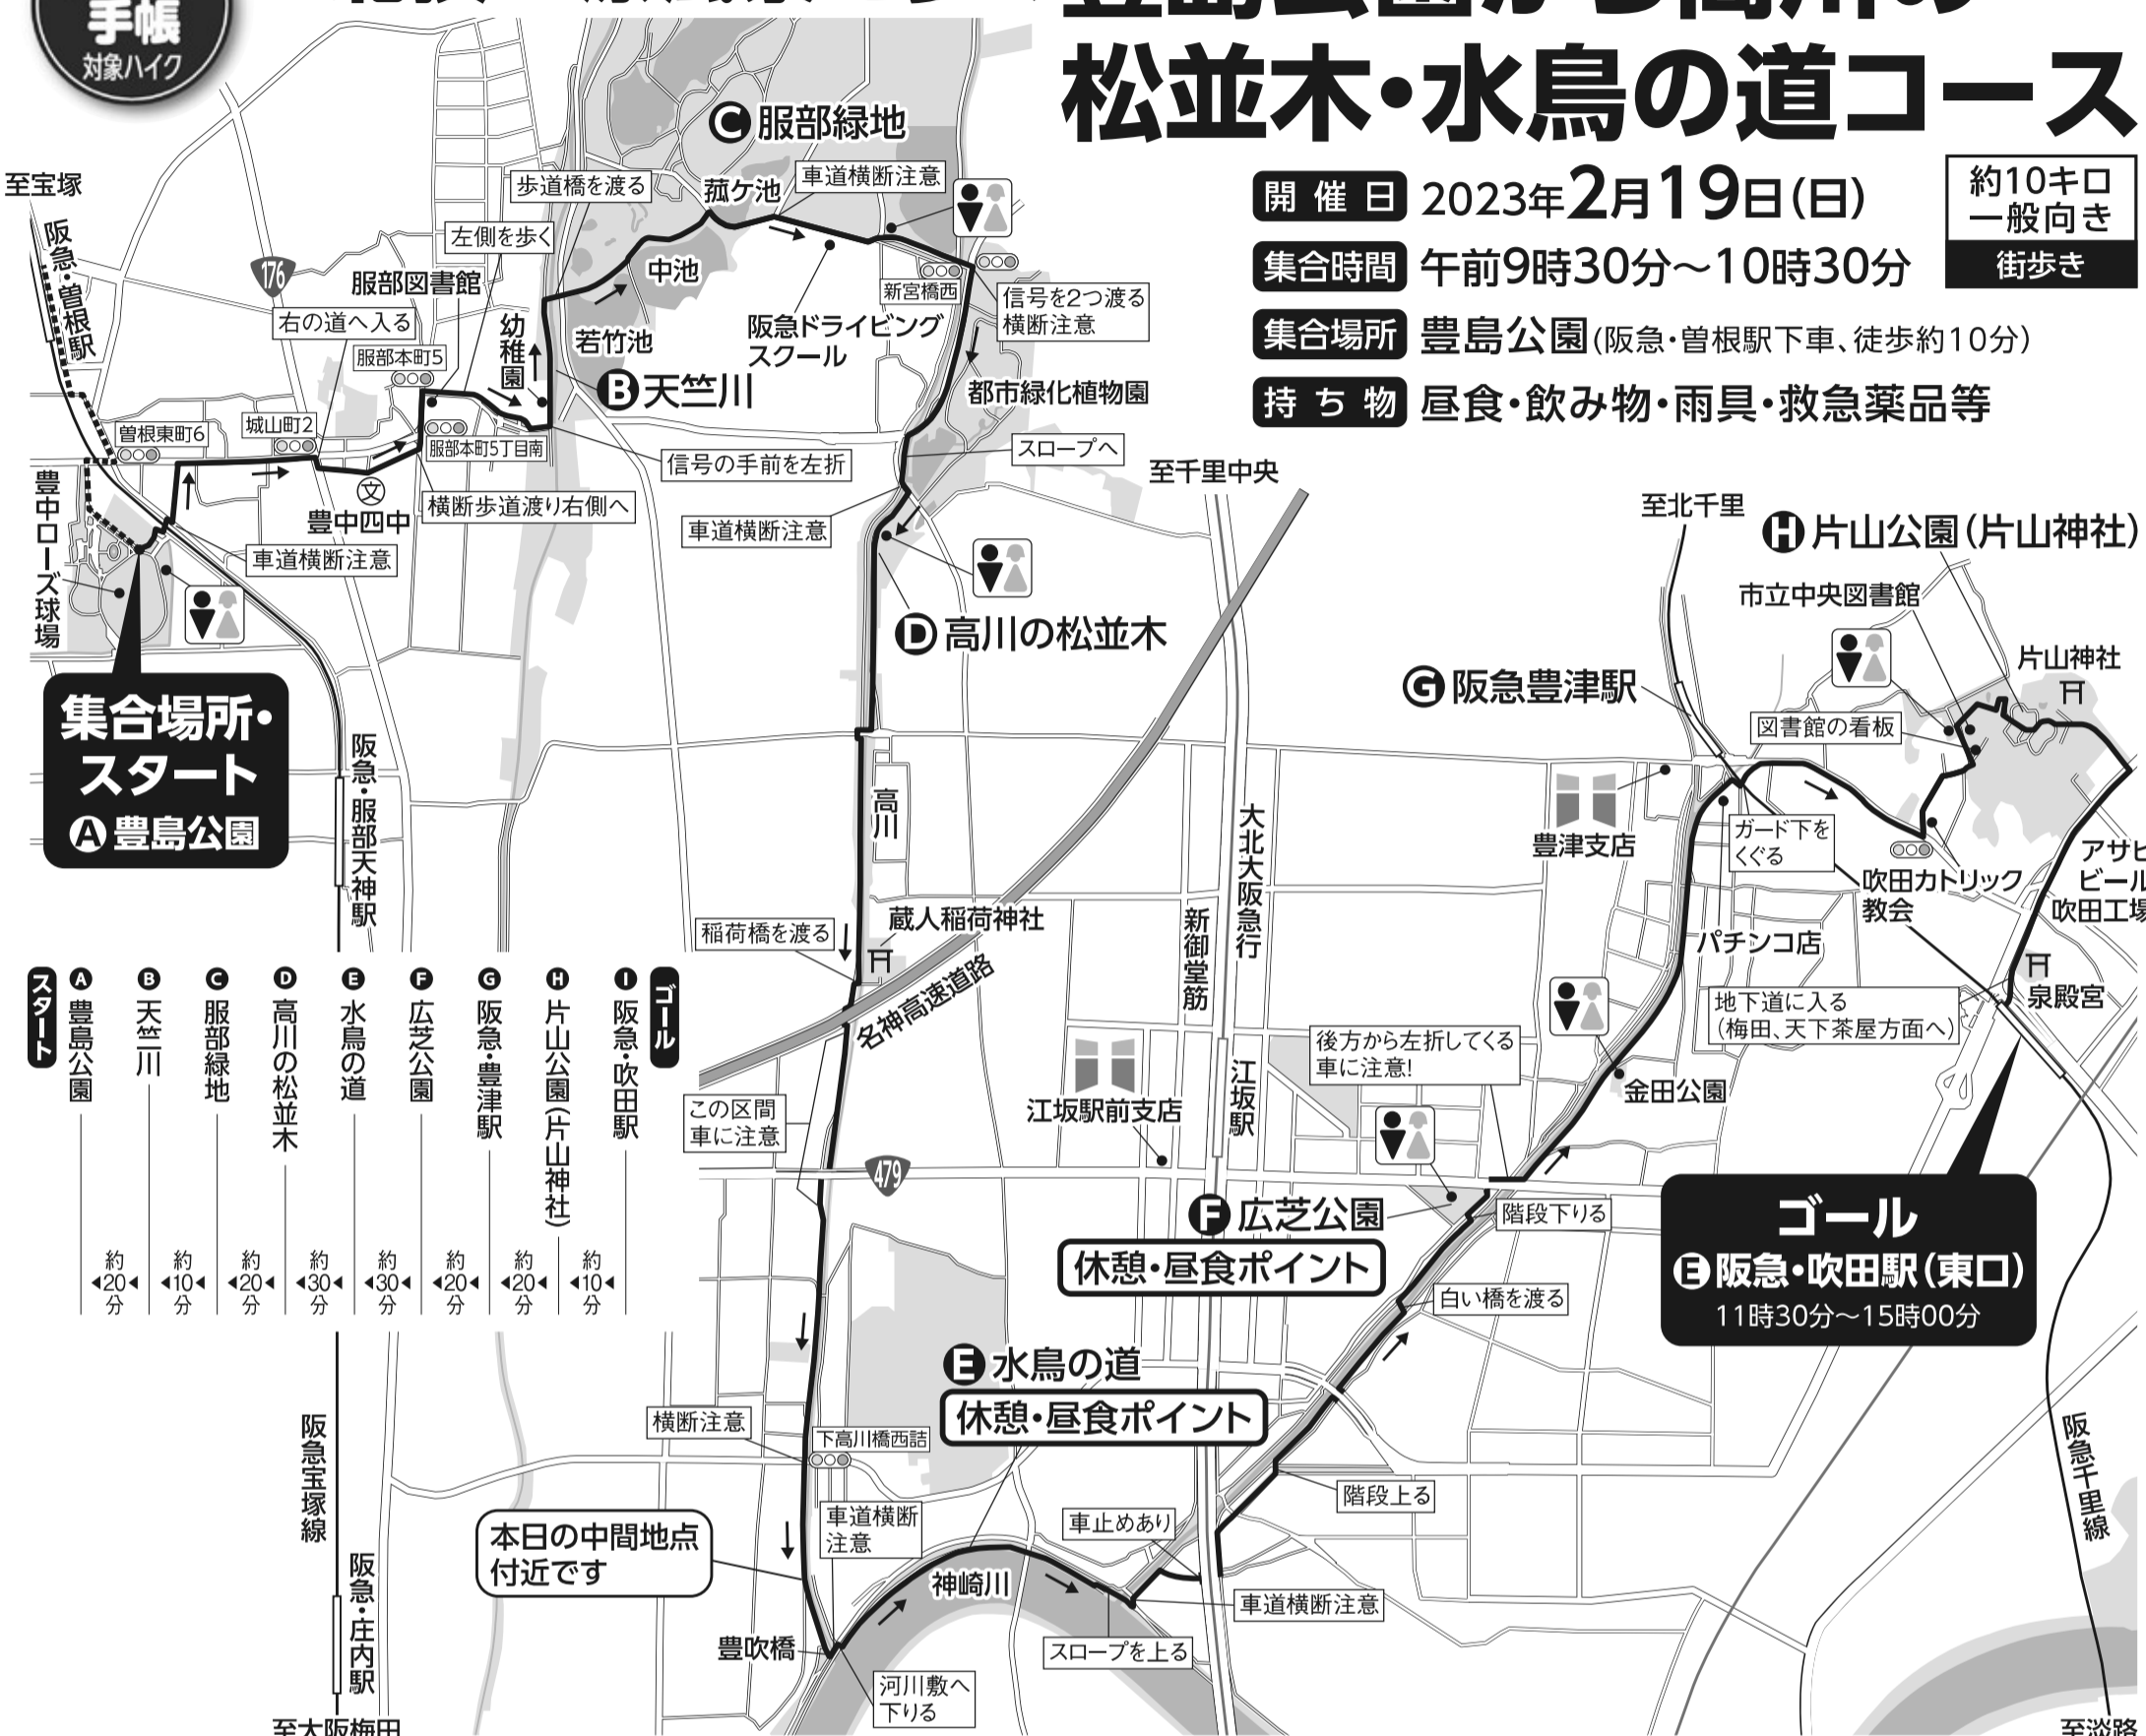 手帳
対象ハイク
松並木・水鳥の道コース
開催日 2023年2月19日(日)
集合時間 午前9時30分〜10時30分
集合場所 豊島公園(阪急・曽根駅下車、徒歩約10分)
持ち物 昼食・飲み物・雨具・救急薬品等
約10キロ
一般向き
街歩き
至宝塚
阪急・曽根駅
176
C 服部緑地
歩道橋を渡る
菰ケ池
車道横断注意
左側を歩く
服部図書館
中池
新宮橋西
信号を2つ渡る
横断注意
右の道へ入る
幼稚園
若竹池
阪急ドライビング
スクール
服部本町5
B 天竺川
都市緑化植物園
曽根東町6
城山町2
服部本町5丁目南
信号の手前を左折
スロープへ
至千里中央
豊中ローズ球場
文
豊中四中
横断歩道渡り右側へ
車道横断注意
車道横断注意
D 高川の松並木
集合場所・
スタート
A 豊島公園
阪急・服部天神駅
高川
大北大阪急行
新御堂筋
至北千里
H 片山公園(片山神社)
市立中央図書館
片山神社
G 阪急豊津駅
図書館の看板
豊津支店
ガード下を
くぐる
吹田カトリック
教会
パチンコ店
泉殿宮
地下道に入る
(梅田、天下茶屋方面へ)
稲荷橋を渡る
蔵人稲荷神社
名神高速道路
スタート
A 豊島公園
B 天竺川
C 服部緑地
D 高川の松並木
E 水鳥の道
F 広芝公園
G 阪急・豊津駅
H 片山公園(片山神社)
I 阪急・吹田駅
ゴール
約20分
約10分
約20分
約30分
約30分
約20分
約20分
約10分
この区間
車に注意
江坂駅前支店
江坂駅
後方から左折してくる
車に注意!
金田公園
479
F 広芝公園
休憩・昼食ポイント
階段下りる
白い橋を渡る
ゴール
E 阪急・吹田駅(東口)
11時30分〜15時00分
E 水鳥の道
休憩・昼食ポイント
横断注意
下高川橋西詰
階段上る
阪急千里線
阪急宝塚線
本日の中間地点
付近です
車道横断
注意
車止めあり
神崎川
車道横断注意
阪急・庄内駅
豊吹橋
スロープを上る
河川敷へ
下りる
至大阪梅田
至淡路